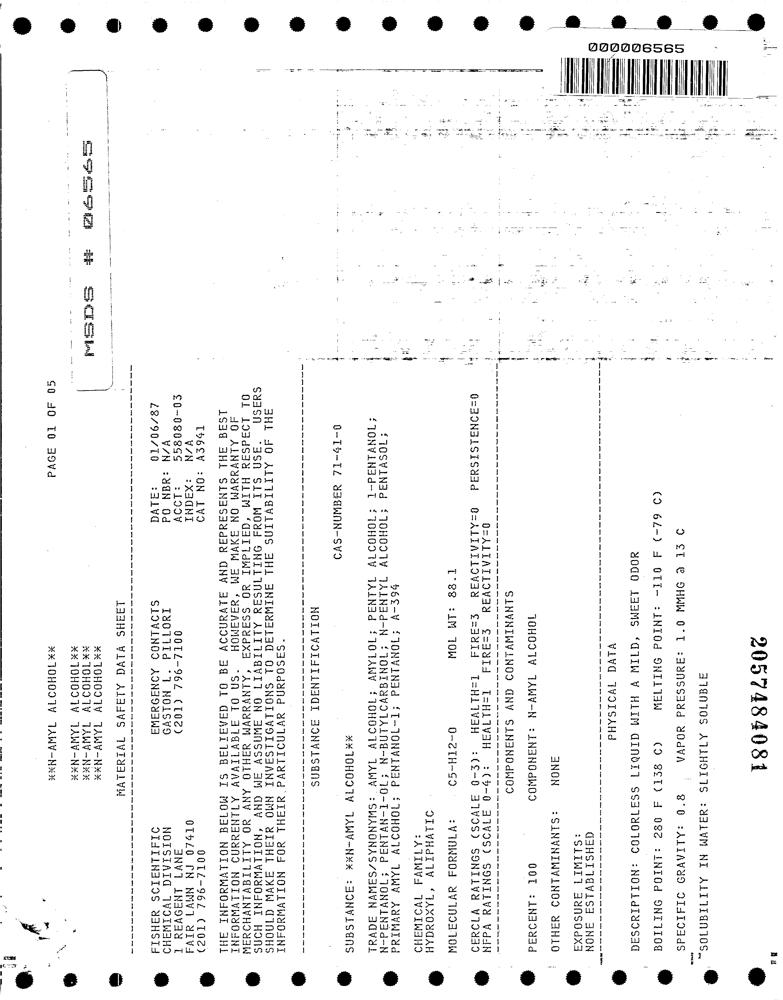 000006565
MSDS # 06565
**N-AMYL ALCOHOL** PAGE 01 OF 05
**N-AMYL ALCOHOL**
**N-AMYL ALCOHOL**
**N-AMYL ALCOHOL**
MATERIAL SAFETY DATA SHEET
FISHER SCIENTIFIC EMERGENCY CONTACTS DATE: 01/06/87
CHEMICAL DIVISION GASTON L. PILLORI PO NBR: N/A
1 REAGENT LANE (201) 796-7100 ACCT: 558080-03
FAIR LAWN NJ 07410 INDEX: N/A
(201) 796-7100 CAT NO: A3941
THE INFORMATION BELOW IS BELIEVED TO BE ACCURATE AND REPRESENTS THE BEST
INFORMATION CURRENTLY AVAILABLE TO US. HOWEVER, WE MAKE NO WARRANTY OF
MERCHANTABILITY OR ANY OTHER WARRANTY, EXPRESS OR IMPLIED, WITH RESPECT TO
SUCH INFORMATION, AND WE ASSUME NO LIABILITY RESULTING FROM ITS USE. USERS
SHOULD MAKE THEIR OWN INVESTIGATIONS TO DETERMINE THE SUITABILITY OF THE
INFORMATION FOR THEIR PARTICULAR PURPOSES.
SUBSTANCE IDENTIFICATION
CAS-NUMBER 71-41-0
SUBSTANCE: **N-AMYL ALCOHOL**
TRADE NAMES/SYNONYMS: AMYL ALCOHOL; AMYLOL; PENTYL ALCOHOL; 1-PENTANOL;
N-PENTANOL; PENTAN-1-OL; N-BUTYLCARBINOL; N-PENTYL ALCOHOL; PENTASOL;
PRIMARY AMYL ALCOHOL; PENTANOL-1; PENTANOL; A-394
CHEMICAL FAMILY:
HYDROXYL, ALIPHATIC
MOLECULAR FORMULA: C5-H12-O MOL WT: 88.1
CERCLA RATINGS (SCALE 0-3): HEALTH=1 FIRE=3 REACTIVITY=0 PERSISTENCE=0
NFPA RATINGS (SCALE 0-4): HEALTH=1 FIRE=3 REACTIVITY=0
COMPONENTS AND CONTAMINANTS
PERCENT: 100 COMPONENT: N-AMYL ALCOHOL
OTHER CONTAMINANTS: NONE
EXPOSURE LIMITS:
NONE ESTABLISHED
PHYSICAL DATA
DESCRIPTION: COLORLESS LIQUID WITH A MILD, SWEET ODOR
BOILING POINT: 280 F (138 C) MELTING POINT: -110 F (-79 C)
SPECIFIC GRAVITY: 0.8 VAPOR PRESSURE: 1.0 MMHG @ 13 C
SOLUBILITY IN WATER: SLIGHTLY SOLUBLE
2057484081